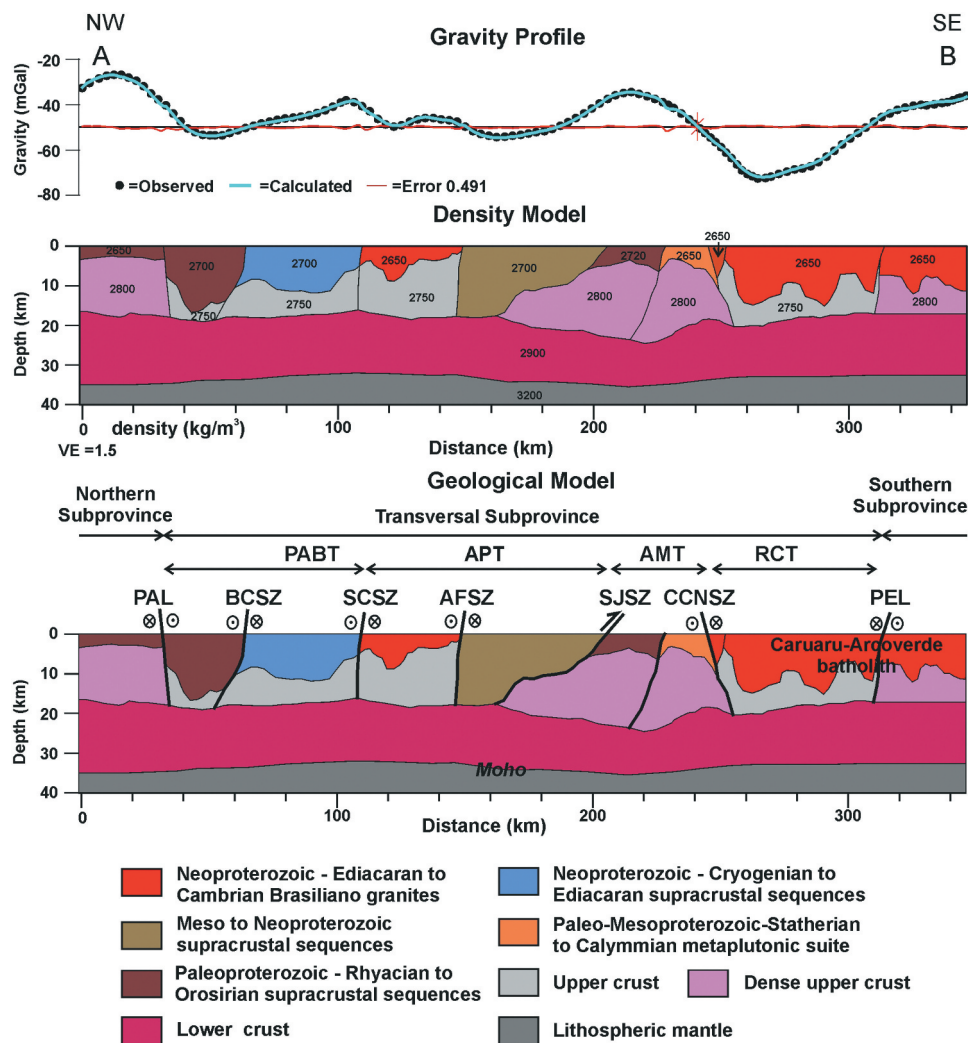 NW
SE
A
Gravity Profile
B
-20
-40
-60
-80
Gravity (mGal)
=Observed
=Calculated
=Error 0.491
Density Model
2650
0
10
20
30
40
Depth (km)
2650
2700
2700
2650
2700
2720
2650
2650
2650
2800
2750
2750
2750
2800
2800
2750
2800
2900
3200
0
100
200
300
density (kg/m³)
Distance (km)
VE =1.5
Geological Model
Northern
Subprovince
Transversal Subprovince
Southern
Subprovince
PABT
APT
AMT
RCT
PAL
BCSZ
SCSZ
AFSZ
SJSZ
CCNSZ
PEL
0
10
20
30
40
Depth (km)
Caruaru-Arcoverde
batholith
Moho
0
100
200
300
Distance (km)
Neoproterozoic - Ediacaran to
Cambrian Brasiliano granites
Neoproterozoic - Cryogenian to
Ediacaran supracrustal sequences
Meso to Neoproterozoic
supracrustal sequences
Paleo-Mesoproterozoic-Statherian
to Calymmian metaplutonic suite
Paleoproterozoic - Rhyacian to
Orosirian supracrustal sequences
Upper crust
Dense upper crust
Lower crust
Lithospheric mantle